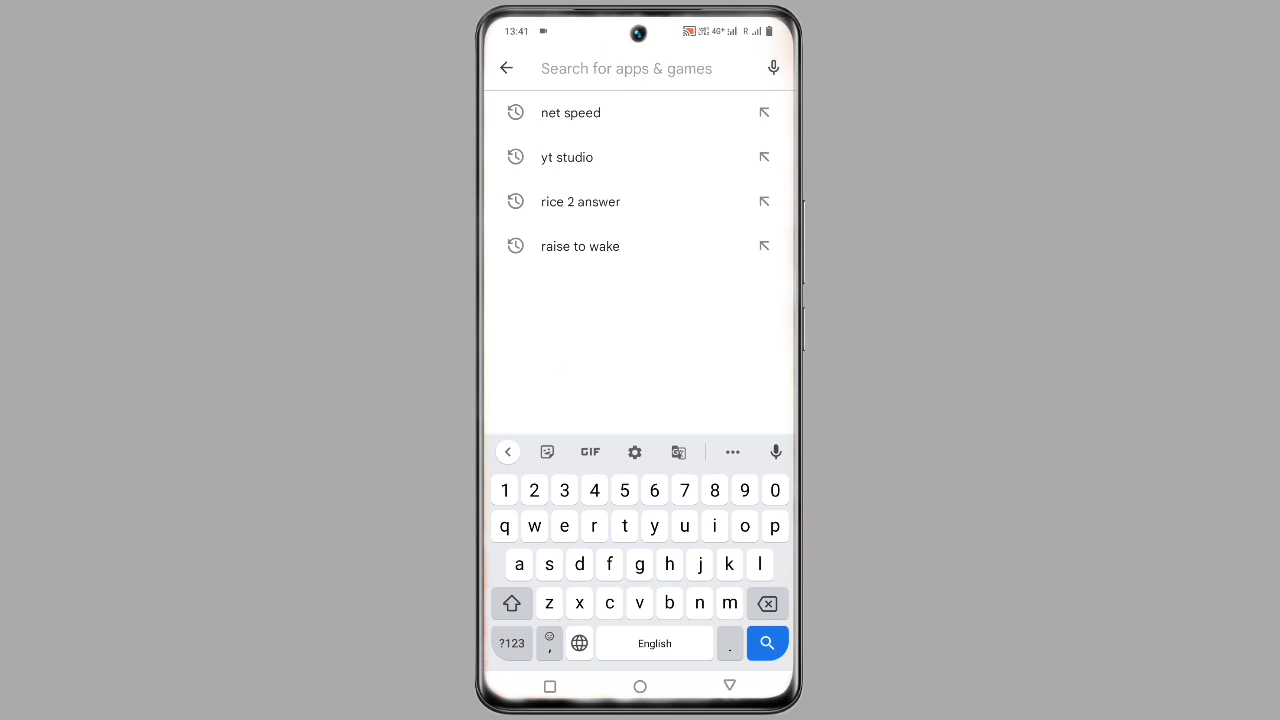 13:41 4G+ R
Search for apps & games
net speed
yt studio
rice 2 answer
raise to wake
GIF
1 2 3 4 5 6 7 8 9 0
q w e r t y u i o p
a s d f g h j k l
z x c v b n m
?123 , English .